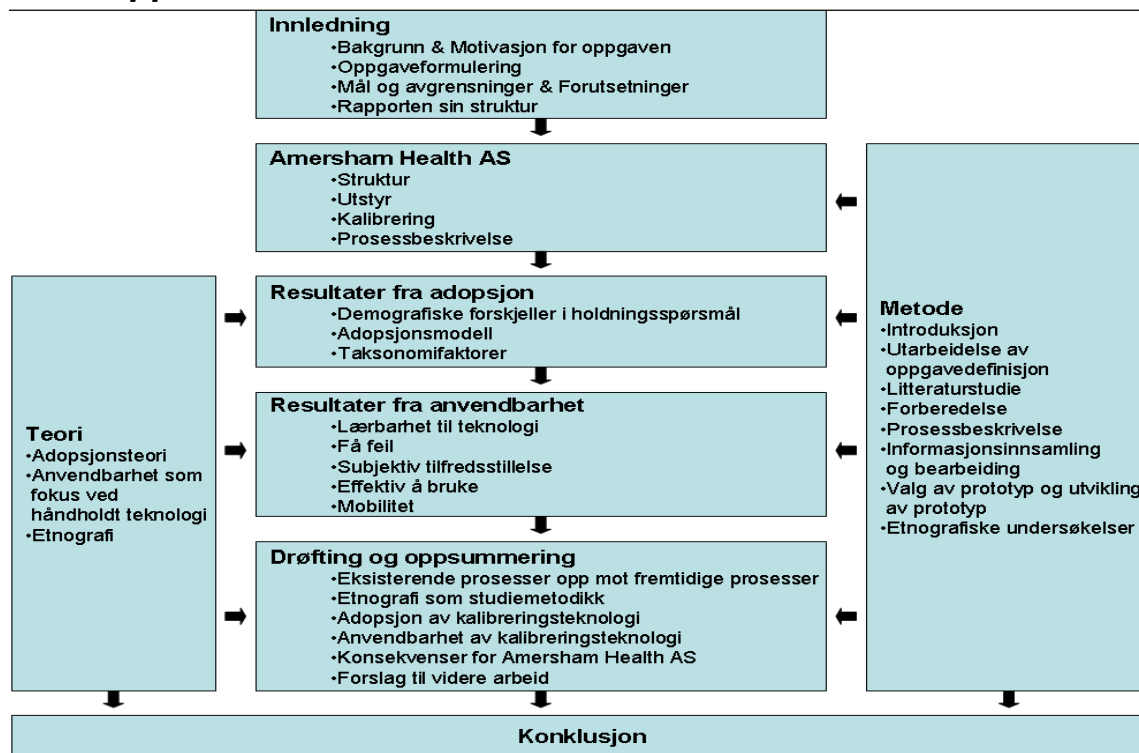 Innledning
•Bakgrunn & Motivasjon for oppgaven
•Oppgaveformulering
•Mål og avgrensninger & Forutsetninger
•Rapporten sin struktur
Amersham Health AS
•Struktur
•Utstyr
•Kalibrering
•Prosessbeskrivelse
Resultater fra adopsjon
•Demografiske forskjeller i holdningsspørsmål
•Adopsjonsmodell
•Taksonomifaktorer
Resultater fra anvendbarhet
•Lærbarhet til teknologi
•Få feil
•Subjektiv tilfredsstillelse
•Effektiv å bruke
•Mobilitet
Drøfting og oppsummering
•Eksisterende prosesser opp mot fremtidige prosesser
•Etnografi som studiemetodikk
•Adopsjon av kalibreringsteknologi
•Anvendbarhet av kalibreringsteknologi
•Konsekvenser for Amersham Health AS
•Forslag til videre arbeid
Teori
•Adopsjonsteori
•Anvendbarhet som
fokus ved
håndholdt teknologi
•Etnografi
Metode
•Introduksjon
•Utarbeidelse av
oppgavedefinisjon
•Litteraturstudie
•Forberedelse
•Prosessbeskrivelse
•Informasjonsinnsamling
og bearbeiding
•Valg av prototyp og utvikling
av prototyp
•Etnografiske undersøkelser
Konklusjon